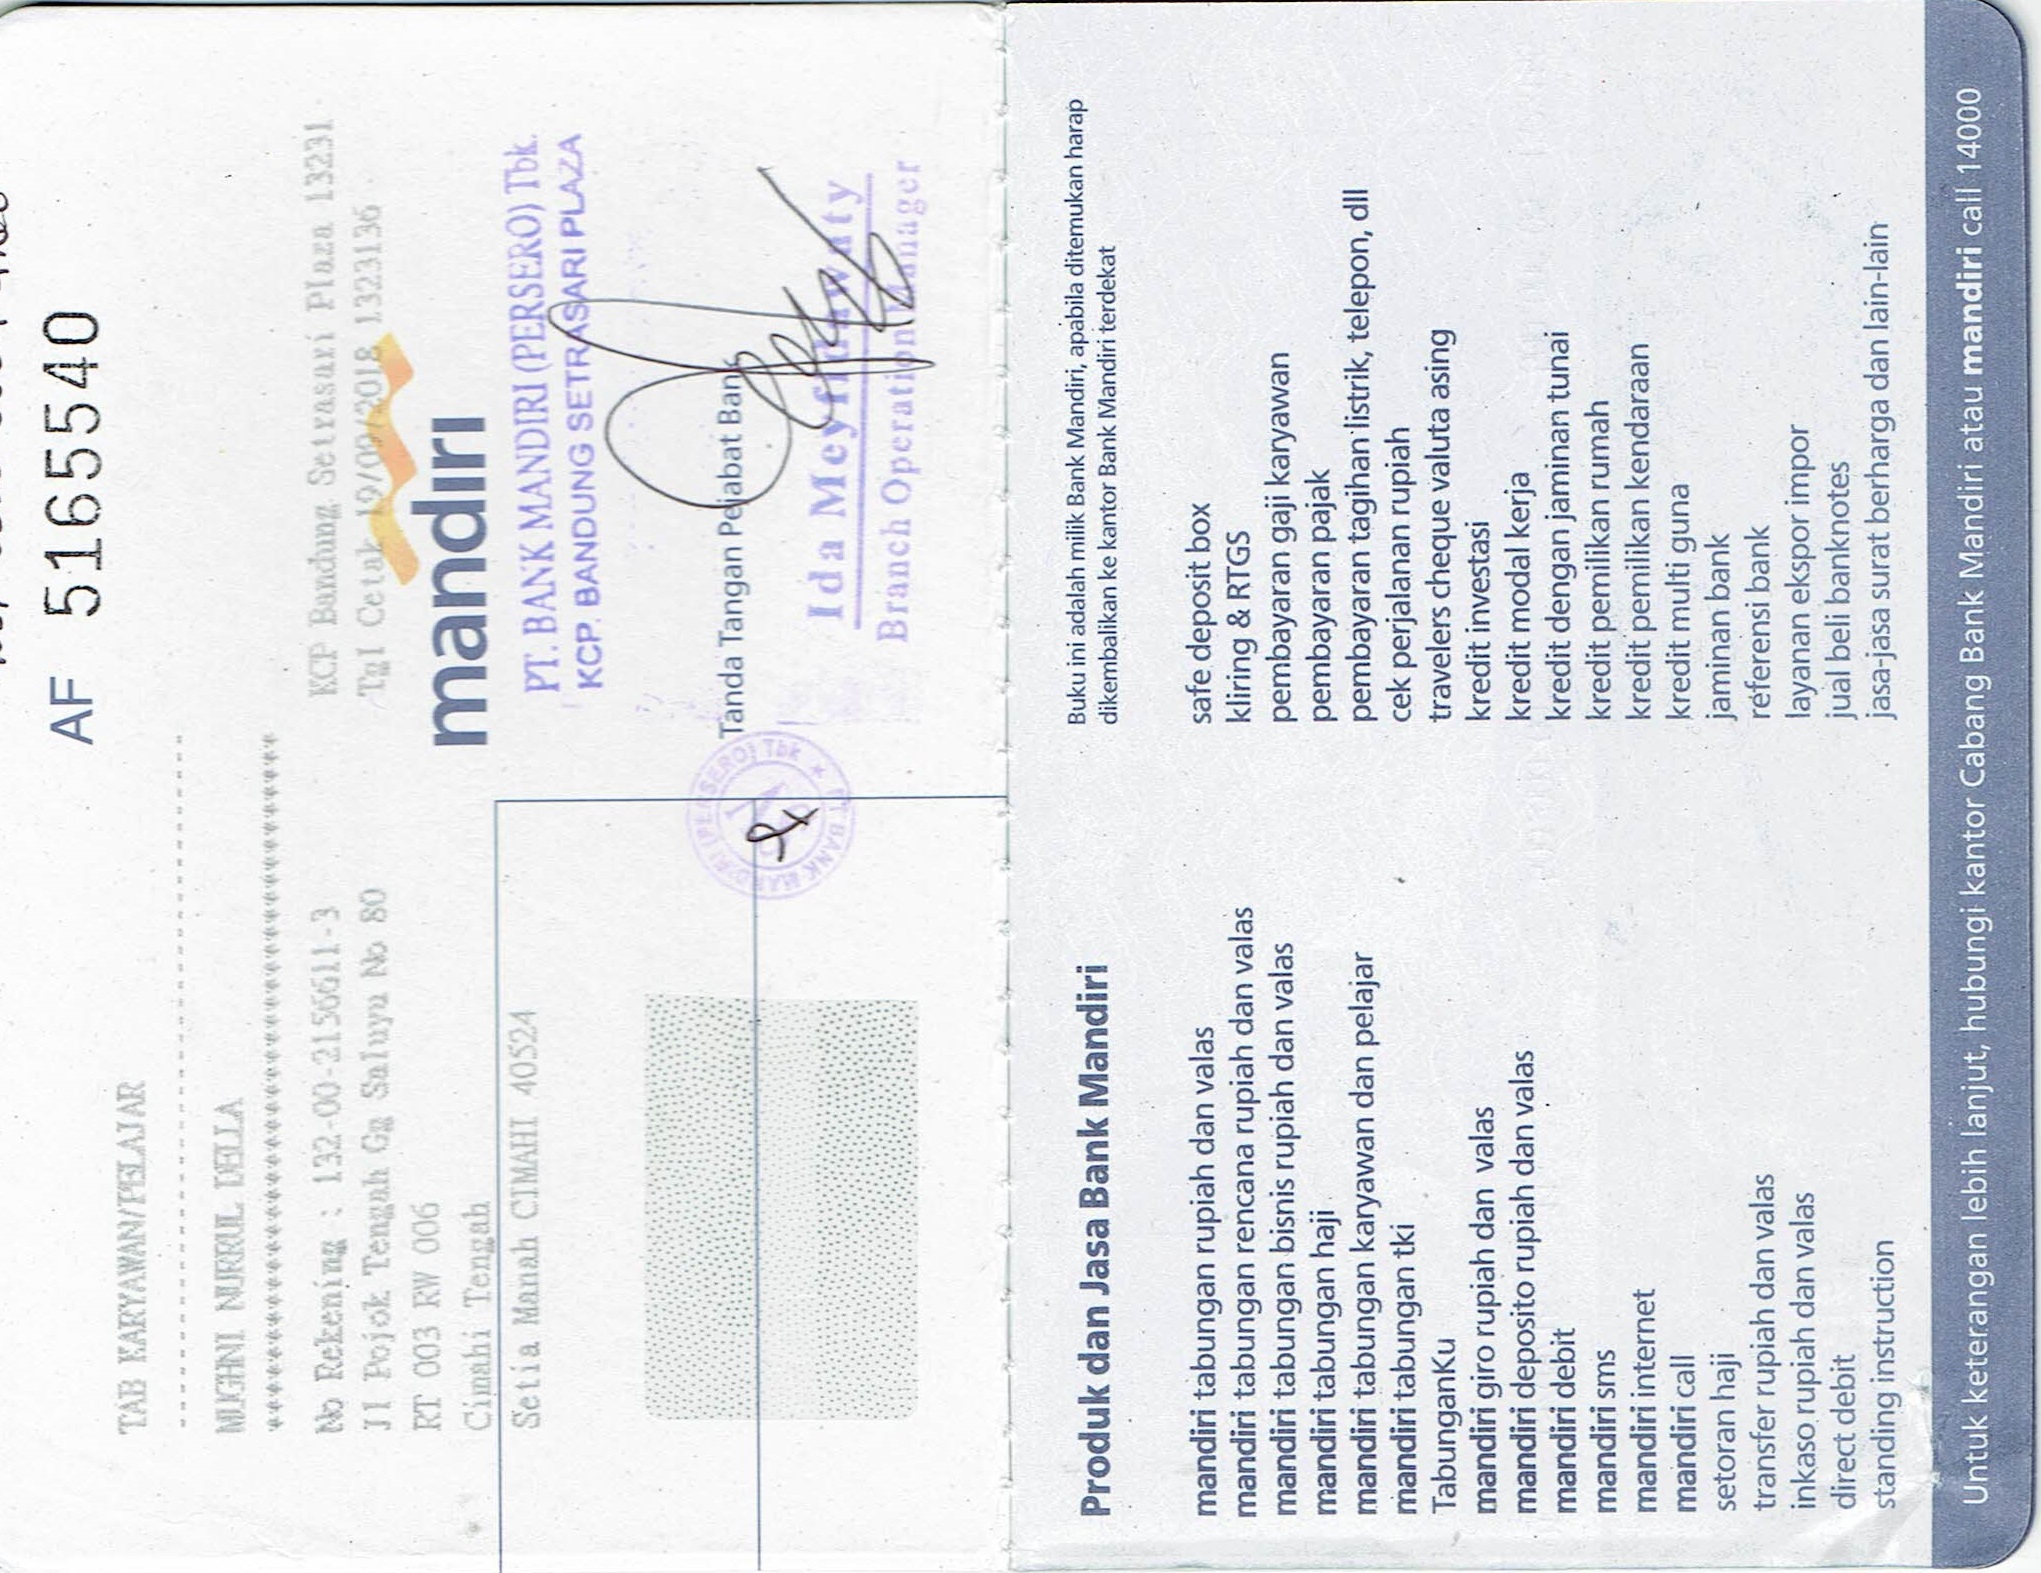 AF 5165540
TAB KARYAWAN/PELAJAR
MUGHNI NURRUL DELLA
No Rekening : 132-00-2156611-3
Jl Pojok Tengah Gg Saluyu No 80
RT 003 RW 006
Cimahi Tengah
Setia Manah CIMAHI 40524
KCP Bandung Setrasari Plaza 13231
Tgl Cetak 19/09/2018 1323136
mandiri
PT. BANK MANDIRI (PERSERO) Tbk.
KCP. BANDUNG SETRASARI PLAZA
Tanda Tangan Pejabat Bank
Ida
Branch Operation Manager
PT BANK MANDIRI (PERSERO) Tbk
Buku ini adalah milik Bank Mandiri, apabila ditemukan harap
dikembalikan ke kantor Bank Mandiri terdekat
Produk dan Jasa Bank Mandiri
mandiri tabungan rupiah dan valas
mandiri tabungan rencana rupiah dan valas
mandiri tabungan bisnis rupiah dan valas
mandiri tabungan haji
mandiri tabungan karyawan dan pelajar
mandiri tabungan tki
TabunganKu
mandiri giro rupiah dan valas
mandiri deposito rupiah dan valas
mandiri debit
mandiri sms
mandiri internet
mandiri call
setoran haji
transfer rupiah dan valas
inkaso rupiah dan valas
direct debit
standing instruction
safe deposit box
kliring & RTGS
pembayaran gaji karyawan
pembayaran pajak
pembayaran tagihan listrik, telepon, dll
cek perjalanan rupiah
travelers cheque valuta asing
kredit investasi
kredit modal kerja
kredit dengan jaminan tunai
kredit pemilikan rumah
kredit pemilikan kendaraan
kredit multi guna
jaminan bank
referensi bank
layanan ekspor impor
jual beli banknotes
jasa-jasa surat berharga dan lain-lain
Untuk keterangan lebih lanjut, hubungi kantor Cabang Bank Mandiri atau mandiri call 14000